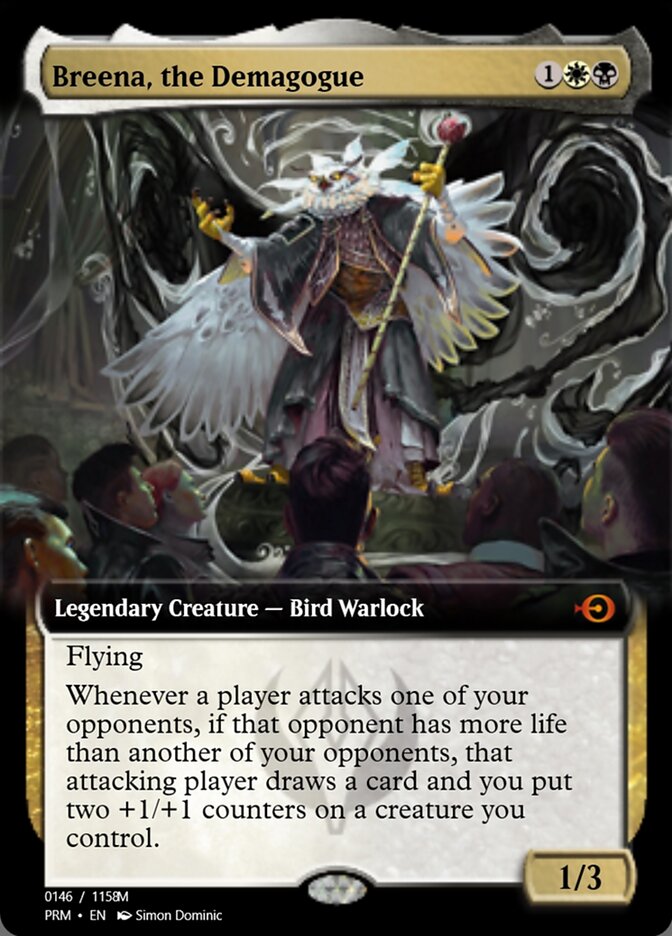 Breena, the Demagogue 1
Legendary Creature — Bird Warlock
Flying
Whenever a player attacks one of your
opponents, if that opponent has more life
than another of your opponents, that
attacking player draws a card and you put
two +1/+1 counters on a creature you
control.
1/3
0146 / 1158M
PRM • EN Simon Dominic